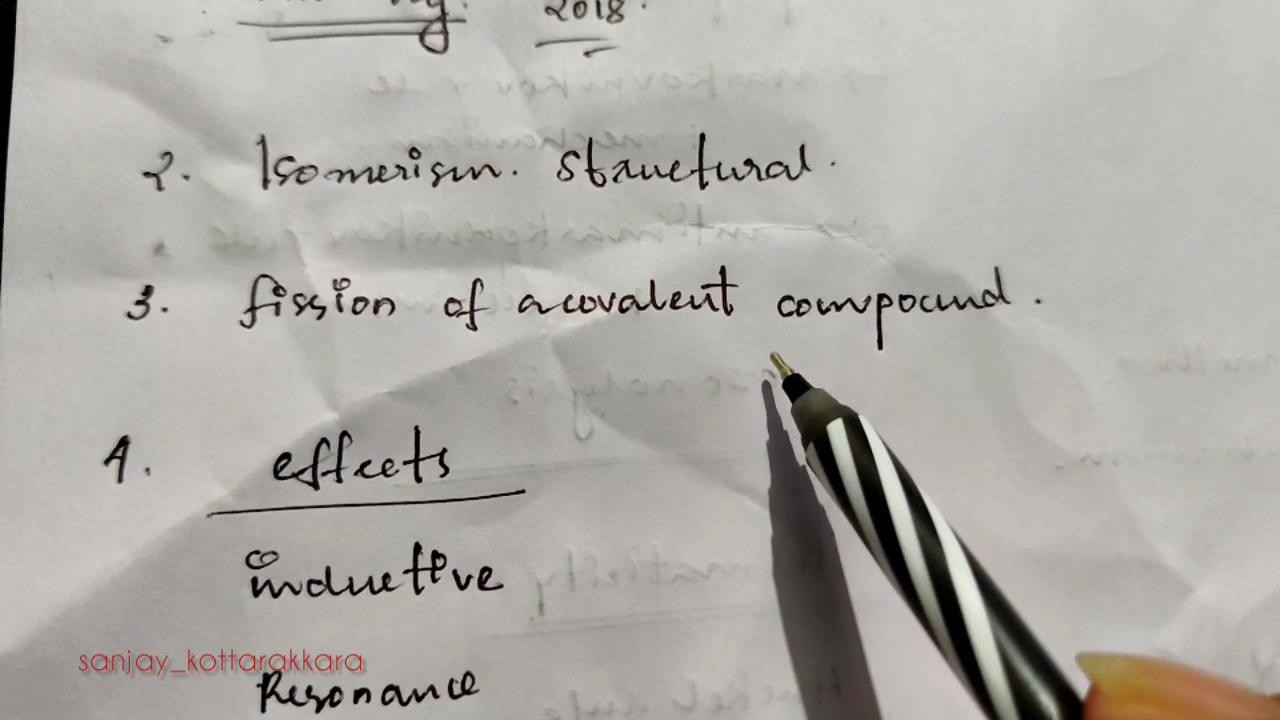 2018.
2. Isomerism. structural.
3. fission of a covalent compound.
4. effects
inductive
Resonance
sanjay_kottarakkara